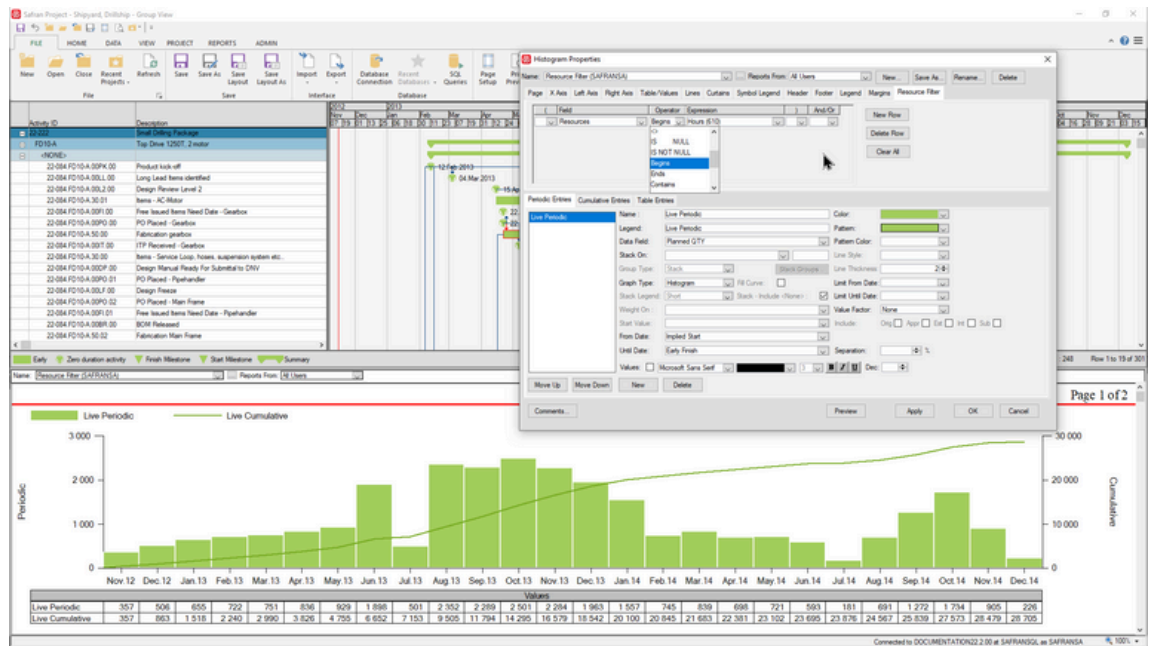 Safran Project - Shipyard, Drillship - Group View
FILE HOME DATA VIEW PROJECT REPORTS ADMIN
New Open Close Recent Projects Refresh Save Save As Save Layout Save Layout As Import Export Database Connection Recent Databases SQL Queries Page Setup
File Save Interface Database
2012 2013
Nov Dec Jan Feb Mar Apr
Activity ID Description
22-222 Small Drilling Package
FD10-A Top Drive 1250T, 2 motor
<NONE>
22-084.FD10-A.00PK.00 Product kick-off 12 Feb 2013
22-084.FD10-A.00LL.00 Long Lead Items identified 04 Mar 2013
22-084.FD10-A.00L2.00 Design Review Level 2
22-084.FD10-A.30.01 Items - AC-Motor
22-084.FD10-A.00FI.00 Free Issued Items Need Date - Gearbox
22-084.FD10-A.00PO.00 PO Placed - Gearbox
22-084.FD10-A.50.00 Fabrication gearbox
22-084.FD10-A.00IT.00 ITP Received - Gearbox
22-084.FD10-A.30.00 Items - Service Loop, hoses, suspension system etc..
22-084.FD10-A.00DP.00 Design Manual Ready For Submittal to DNV
22-084.FD10-A.00PO.01 PO Placed - Pipehandler
22-084.FD10-A.00LF.00 Design Freeze
22-084.FD10-A.00PO.02 PO Placed - Main Frame
22-084.FD10-A.00FI.01 Free Issued Items Need Date - Pipehandler
22-084.FD10-A.00BR.00 BOM Released
22-084.FD10-A.50.02 Fabrication Main Frame
Early Zero duration activity Finish Milestone Start Milestone Summary
248 Row 1 to 19 of 301
Histogram Properties
Name: Resource Filter (SAFRANSA) Reports From: All Users New... Save As... Rename... Delete
Page X Axis Left Axis Right Axis Table/Values Lines Curtains Symbol Legend Header Footer Legend Margins Resource Filter
( Field Operator Expression ) And/Or
Resources Begins Hours (610)
<>
IS NULL
IS NOT NULL
Begins
Ends
Contains
New Row
Delete Row
Clear All
Periodic Entries Cumulative Entries Table Entries
Live Periodic
Name : Live Periodic Color:
Legend: Live Periodic Pattern:
Data Field: Planned QTY Pattern Color:
Stack On: Line Style:
Group Type: Stack Stack Groups Line Thickness 2
Graph Type: Histogram Fill Curve: Limit From Date:
Stack Legend: Short Stack - Include <None> : Limit Until Date:
Weight On : Value Factor: None
Start Value: Include: Orig Appr Est Int Sub
From Date: Implied Start
Until Date: Early Finish Separation: %
Values: Microsoft Sans Serif B I U Dec:
Move Up Move Down New Delete
Comments... Preview Apply OK Cancel
Name: Resource Filter (SAFRANSA) Reports From: All Users
Page 1 of 2
Live Periodic Live Cumulative
3 000 30 000
2 000 20 000
1 000 10 000
0 0
Periodic
Cumulative
Nov.12 Dec.12 Jan.13 Feb.13 Mar.13 Apr.13 May.13 Jun.13 Jul.13 Aug.13 Sep.13 Oct.13 Nov.13 Dec.13 Jan.14 Feb.14 Mar.14 Apr.14 May.14 Jun.14 Jul.14 Aug.14 Sep.14 Oct.14 Nov.14 Dec.14
Values
Live Periodic 357 506 655 722 751 836 929 1 898 501 2 352 2 289 2 501 2 284 1 963 1 557 745 839 698 721 593 181 691 1 272 1 734 905 226
Live Cumulative 357 863 1 518 2 240 2 990 3 826 4 755 6 652 7 153 9 505 11 794 14 295 16 579 18 542 20 100 20 845 21 683 22 381 23 102 23 695 23 876 24 567 25 839 27 573 28 479 28 705
Connected to DOCUMENTATION22.2.00 at SAFRANSQL as SAFRANSA 100%